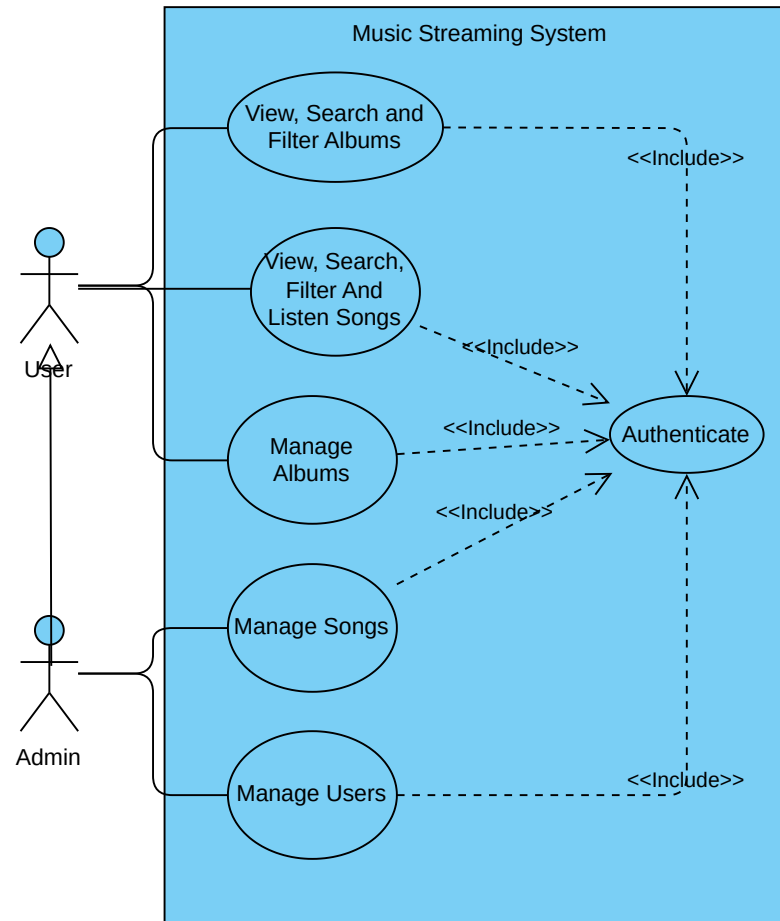 Music Streaming System
View, Search and
Filter Albums
<<Include>>
View, Search,
Filter And
Listen Songs
<<Include>>
User
<<Include>>
Authenticate
Manage
Albums
<<Include>>
Manage Songs
Admin
Manage Users
<<Include>>